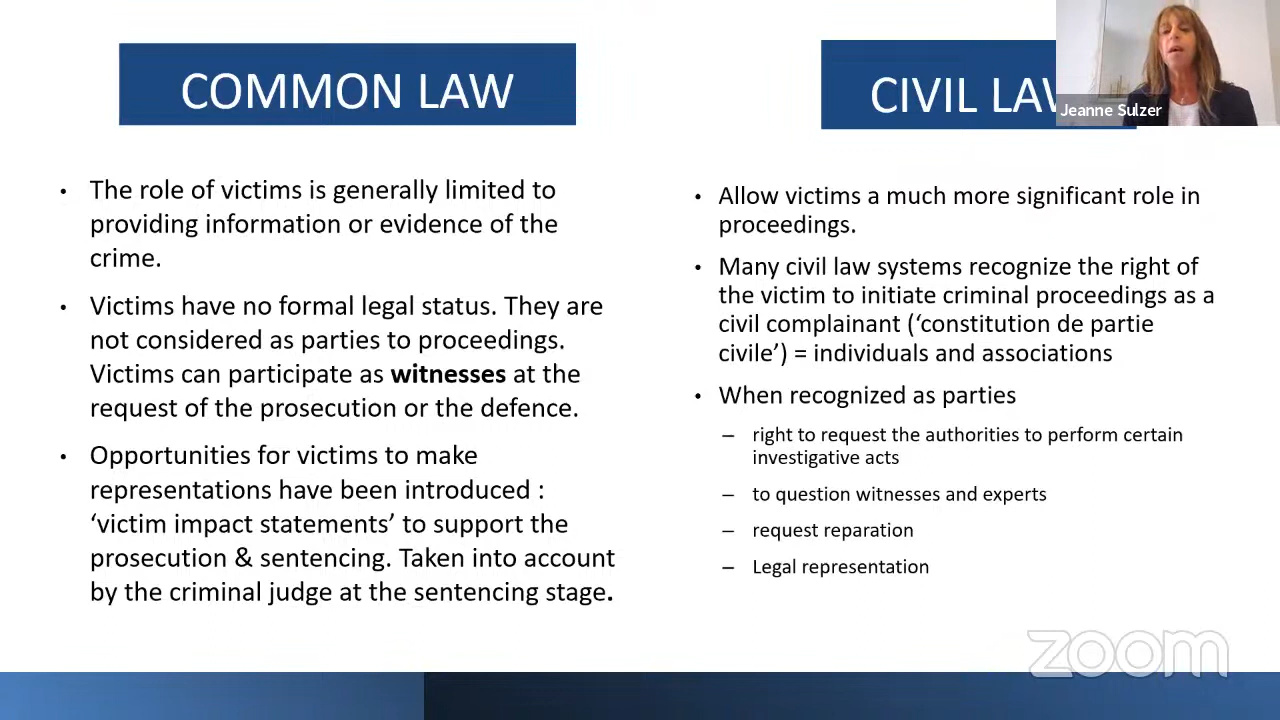 COMMON LAW
• The role of victims is generally limited to
providing information or evidence of the
crime.
• Victims have no formal legal status. They are
not considered as parties to proceedings.
Victims can participate as witnesses at the
request of the prosecution or the defence.
• Opportunities for victims to make
representations have been introduced :
‘victim impact statements’ to support the
prosecution & sentencing. Taken into account
by the criminal judge at the sentencing stage.
CIVIL LAW
Jeanne Sulzer
• Allow victims a much more significant role in
proceedings.
• Many civil law systems recognize the right of
the victim to initiate criminal proceedings as a
civil complainant (‘constitution de partie
civile’) = individuals and associations
• When recognized as parties
– right to request the authorities to perform certain
investigative acts
– to question witnesses and experts
– request reparation
– Legal representation
zoom